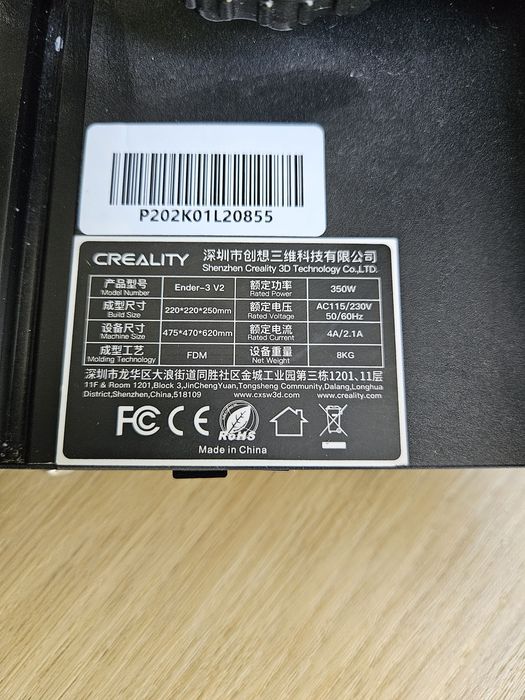 P202K01L20855
CREALITY 深圳市创想三维科技有限公司
Shenzhen Creality 3D Technology Co.,LTD.
产品型号 Ender-3 V2 额定功率 350W
Model Number Rated Power
成型尺寸 220*220*250mm 额定电压 AC115/230V
Build Size Rated Voltage 50/60Hz
设备尺寸 475*470*620mm 额定电流 4A/2.1A
Machine Size Rated Current
成型工艺 FDM 设备重量 8KG
Molding Technology Net Weight
深圳市龙华区大浪街道同胜社区金城工业园第三栋1201、11层
11F & Room 1201,Block 3,JinChengYuan,Tongsheng Community,Dalang,Longhua
District,Shenzhen,China,518109 www.cxsw3d.com www.creality.com
FC CE RoHS
Made in China